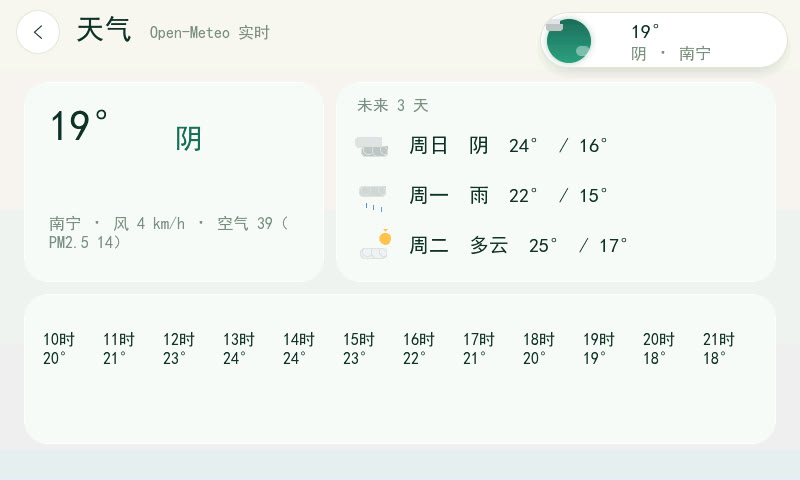 天气 Open-Meteo 实时
19°
阴 · 南宁
19° 阴
南宁 · 风 4 km/h · 空气 39（
PM2.5 14）
未来 3 天
周日 阴 24° / 16°
周一 雨 22° / 15°
周二 多云 25° / 17°
10时 11时 12时 13时 14时 15时 16时 17时 18时 19时 20时 21时
20° 21° 23° 24° 24° 23° 22° 21° 20° 19° 18° 18°